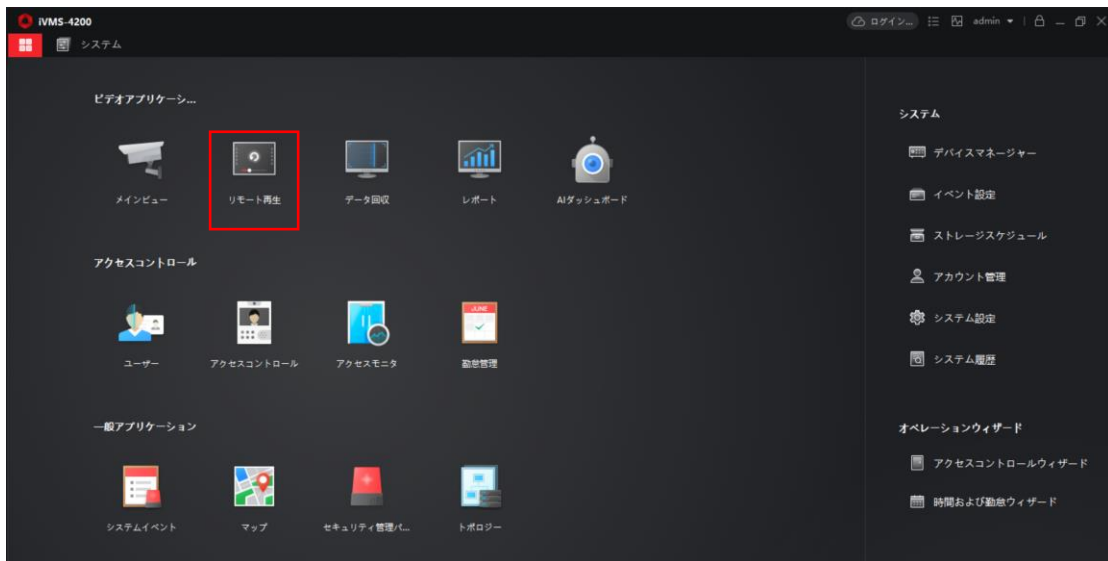 iVMS-4200
ログイン...
admin
システム
ビデオアプリケーシ...
メインビュー
リモート再生
データ回収
レポート
AIダッシュボード
アクセスコントロール
JUNE
ユーザー
アクセスコントロール
アクセスモニタ
勤怠管理
一般アプリケーション
システムイベント
マップ
セキュリティ管理パ...
トポロジー
システム
デバイスマネージャー
イベント設定
ストレージスケジュール
アカウント管理
システム設定
システム履歴
オペレーションウィザード
アクセスコントロールウィザード
時間および勤怠ウィザード